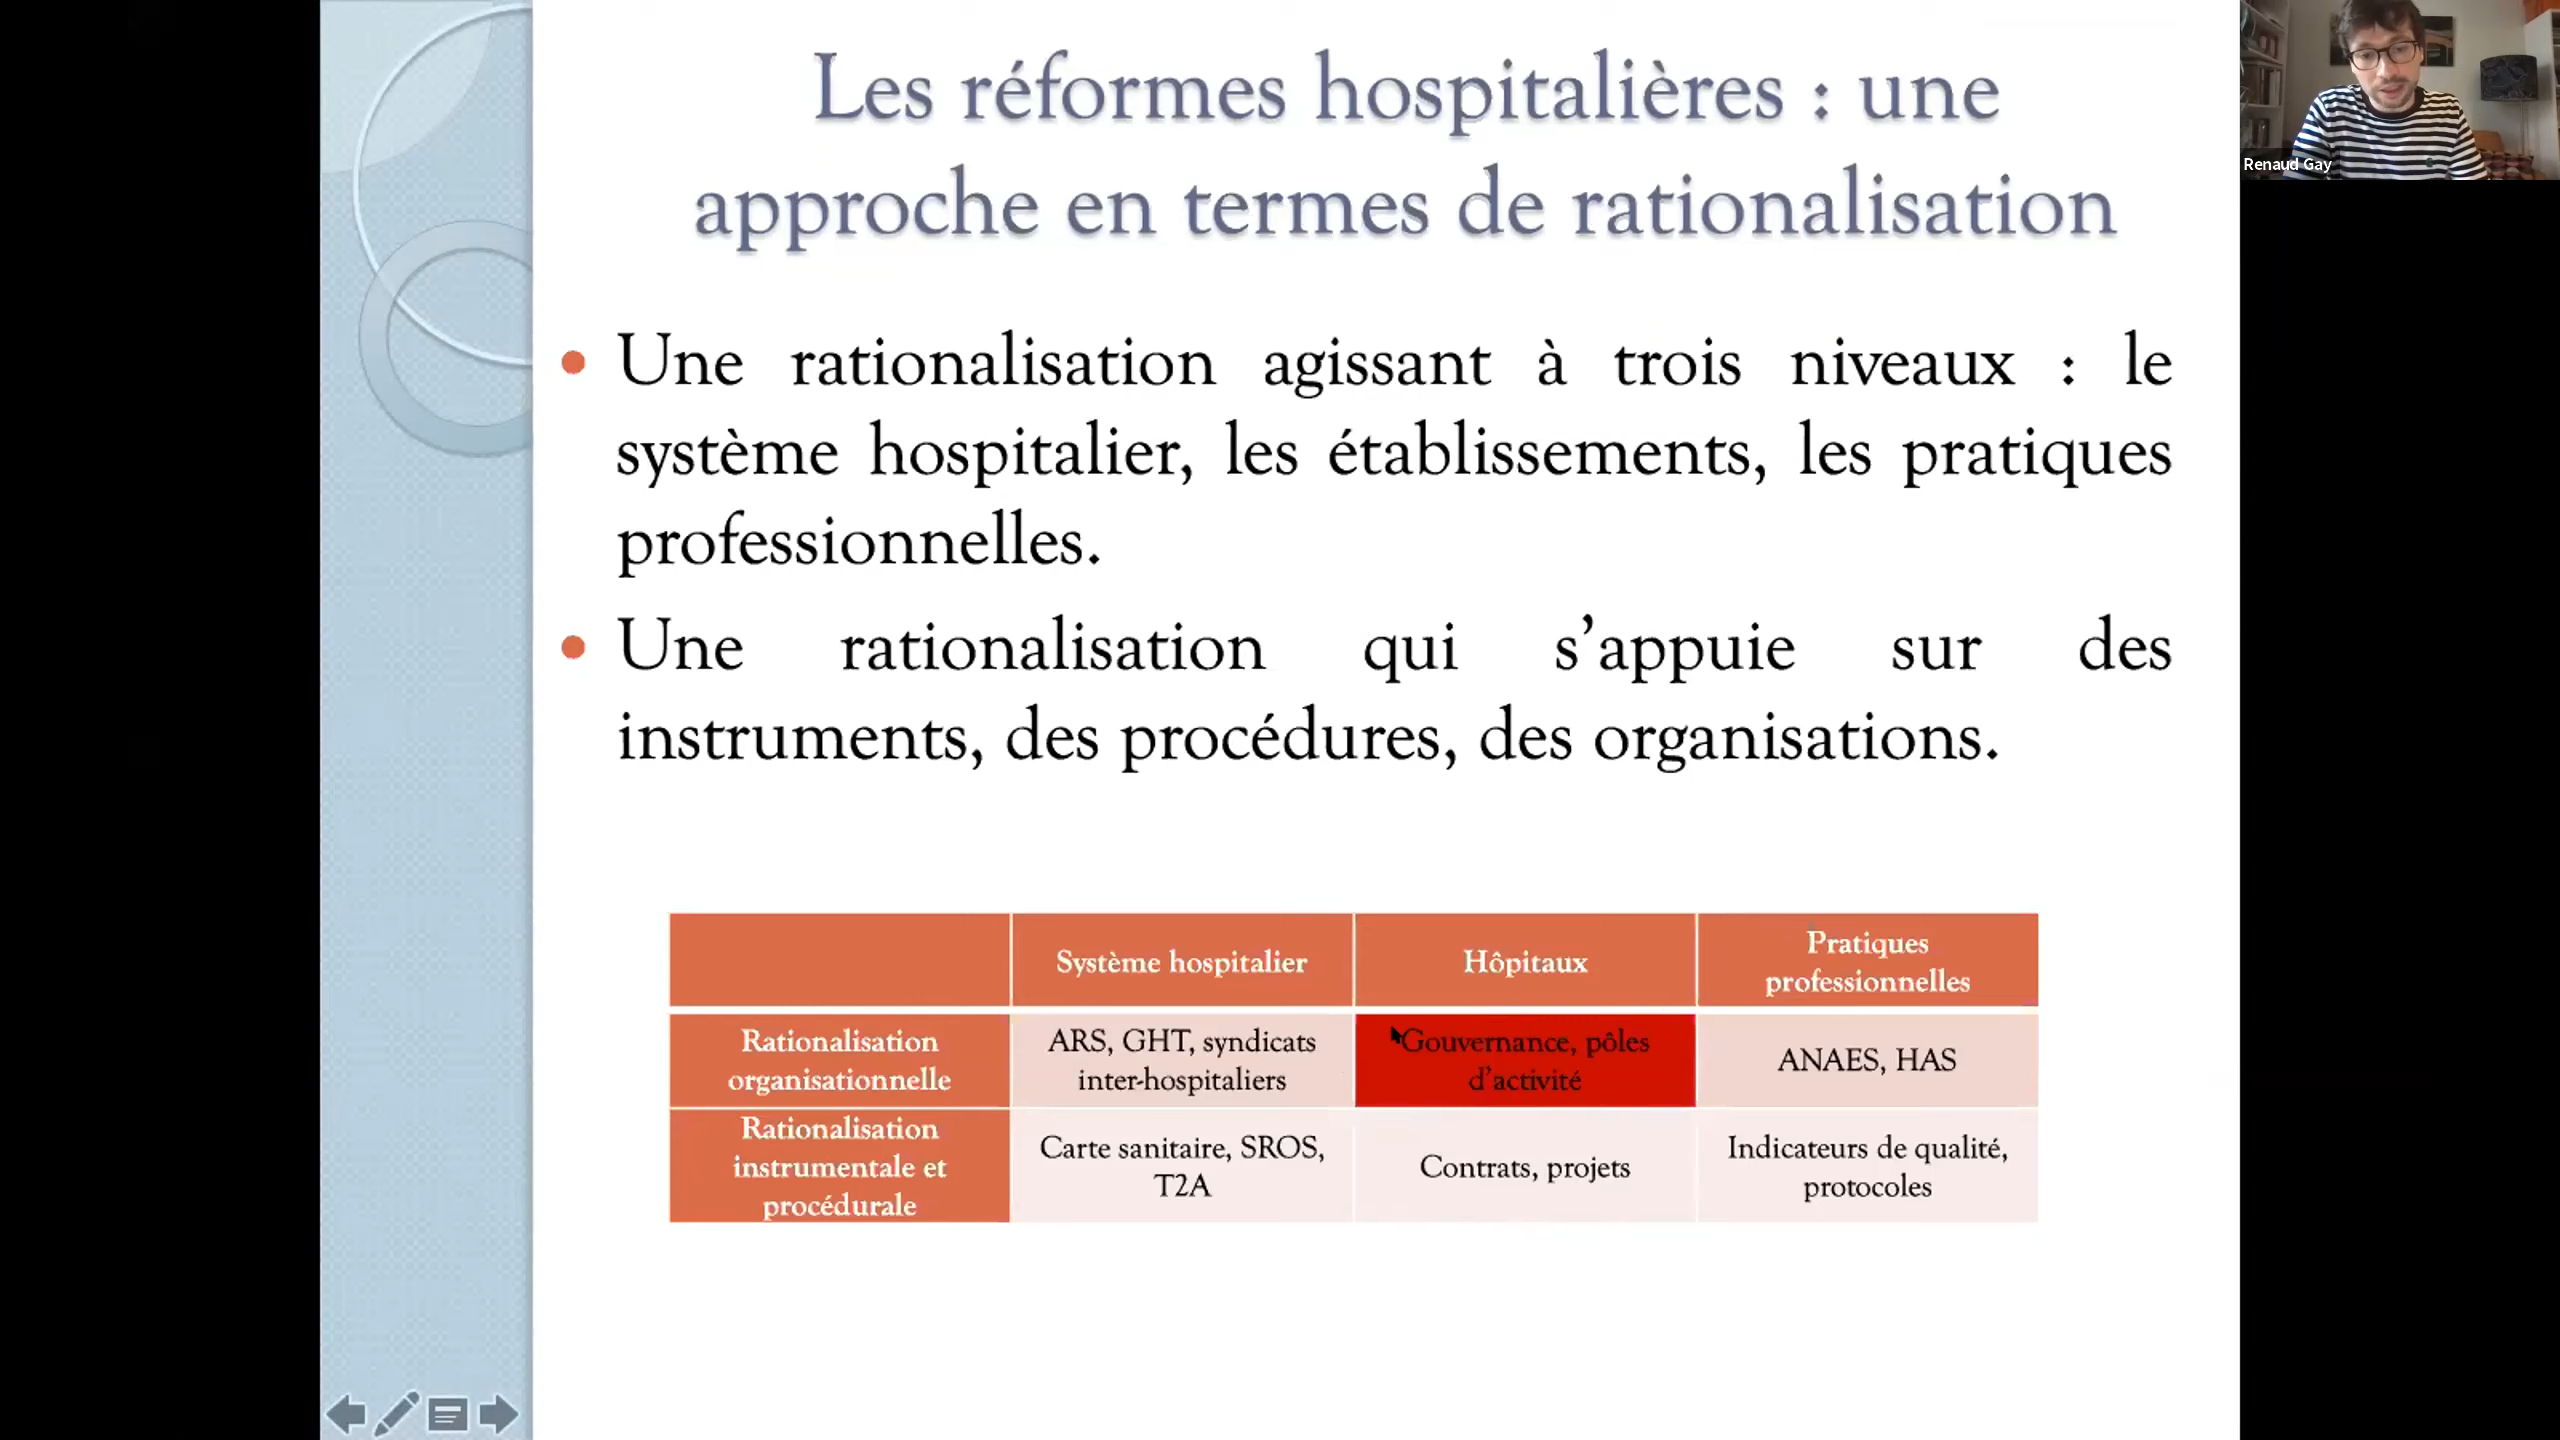 Les réformes hospitalières : une
approche en termes de rationalisation
Renaud Gay
• Une rationalisation agissant à trois niveaux : le
système hospitalier, les établissements, les pratiques
professionnelles.
• Une rationalisation qui s’appuie sur des
instruments, des procédures, des organisations.
Système hospitalier
Hôpitaux
Pratiques
professionnelles
Rationalisation
organisationnelle
ARS, GHT, syndicats
inter-hospitaliers
Gouvernance, pôles
d’activité
ANAES, HAS
Rationalisation
instrumentale et
procédurale
Carte sanitaire, SROS,
T2A
Contrats, projets
Indicateurs de qualité,
protocoles